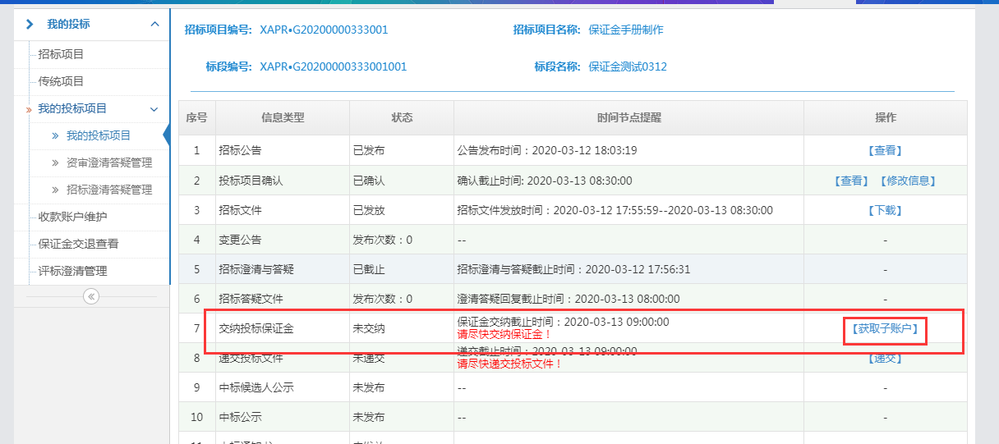 我的投标
招标项目
传统项目
我的投标项目
我的投标项目
资审澄清答疑管理
招标澄清答疑管理
收款账户维护
保证金交退查看
评标澄清管理
招标项目编号: XAPR•G20200000333001 招标项目名称: 保证金手册制作
标段编号: XAPR•G20200000333001001 标段名称: 保证金测试0312
序号 信息类型 状态 时间节点提醒 操作
1 招标公告 已发布 公告发布时间：2020-03-12 18:03:19 【查看】
2 投标项目确认 已确认 确认截止时间: 2020-03-13 08:30:00 【查看】 【修改信息】
3 招标文件 已发放 招标文件发放时间：2020-03-12 17:55:59--2020-03-13 08:30:00 【下载】
4 变更公告 发布次数：0 -- -
5 招标澄清与答疑 已截止 招标澄清与答疑截止时间：2020-03-12 17:56:31 -
6 招标答疑文件 发布次数：0 澄清答疑回复截止时间：2020-03-13 08:00:00 -
7 交纳投标保证金 未交纳 保证金交纳截止时间：2020-03-13 09:00:00 【获取子账户】
请尽快交纳保证金！
8 递交投标文件 未递交 递交截止时间：2020-03-13 09:00:00 【递交】
请尽快递交投标文件！
9 中标候选人公示 未发布 -- -
10 中标公示 未发布 -- -